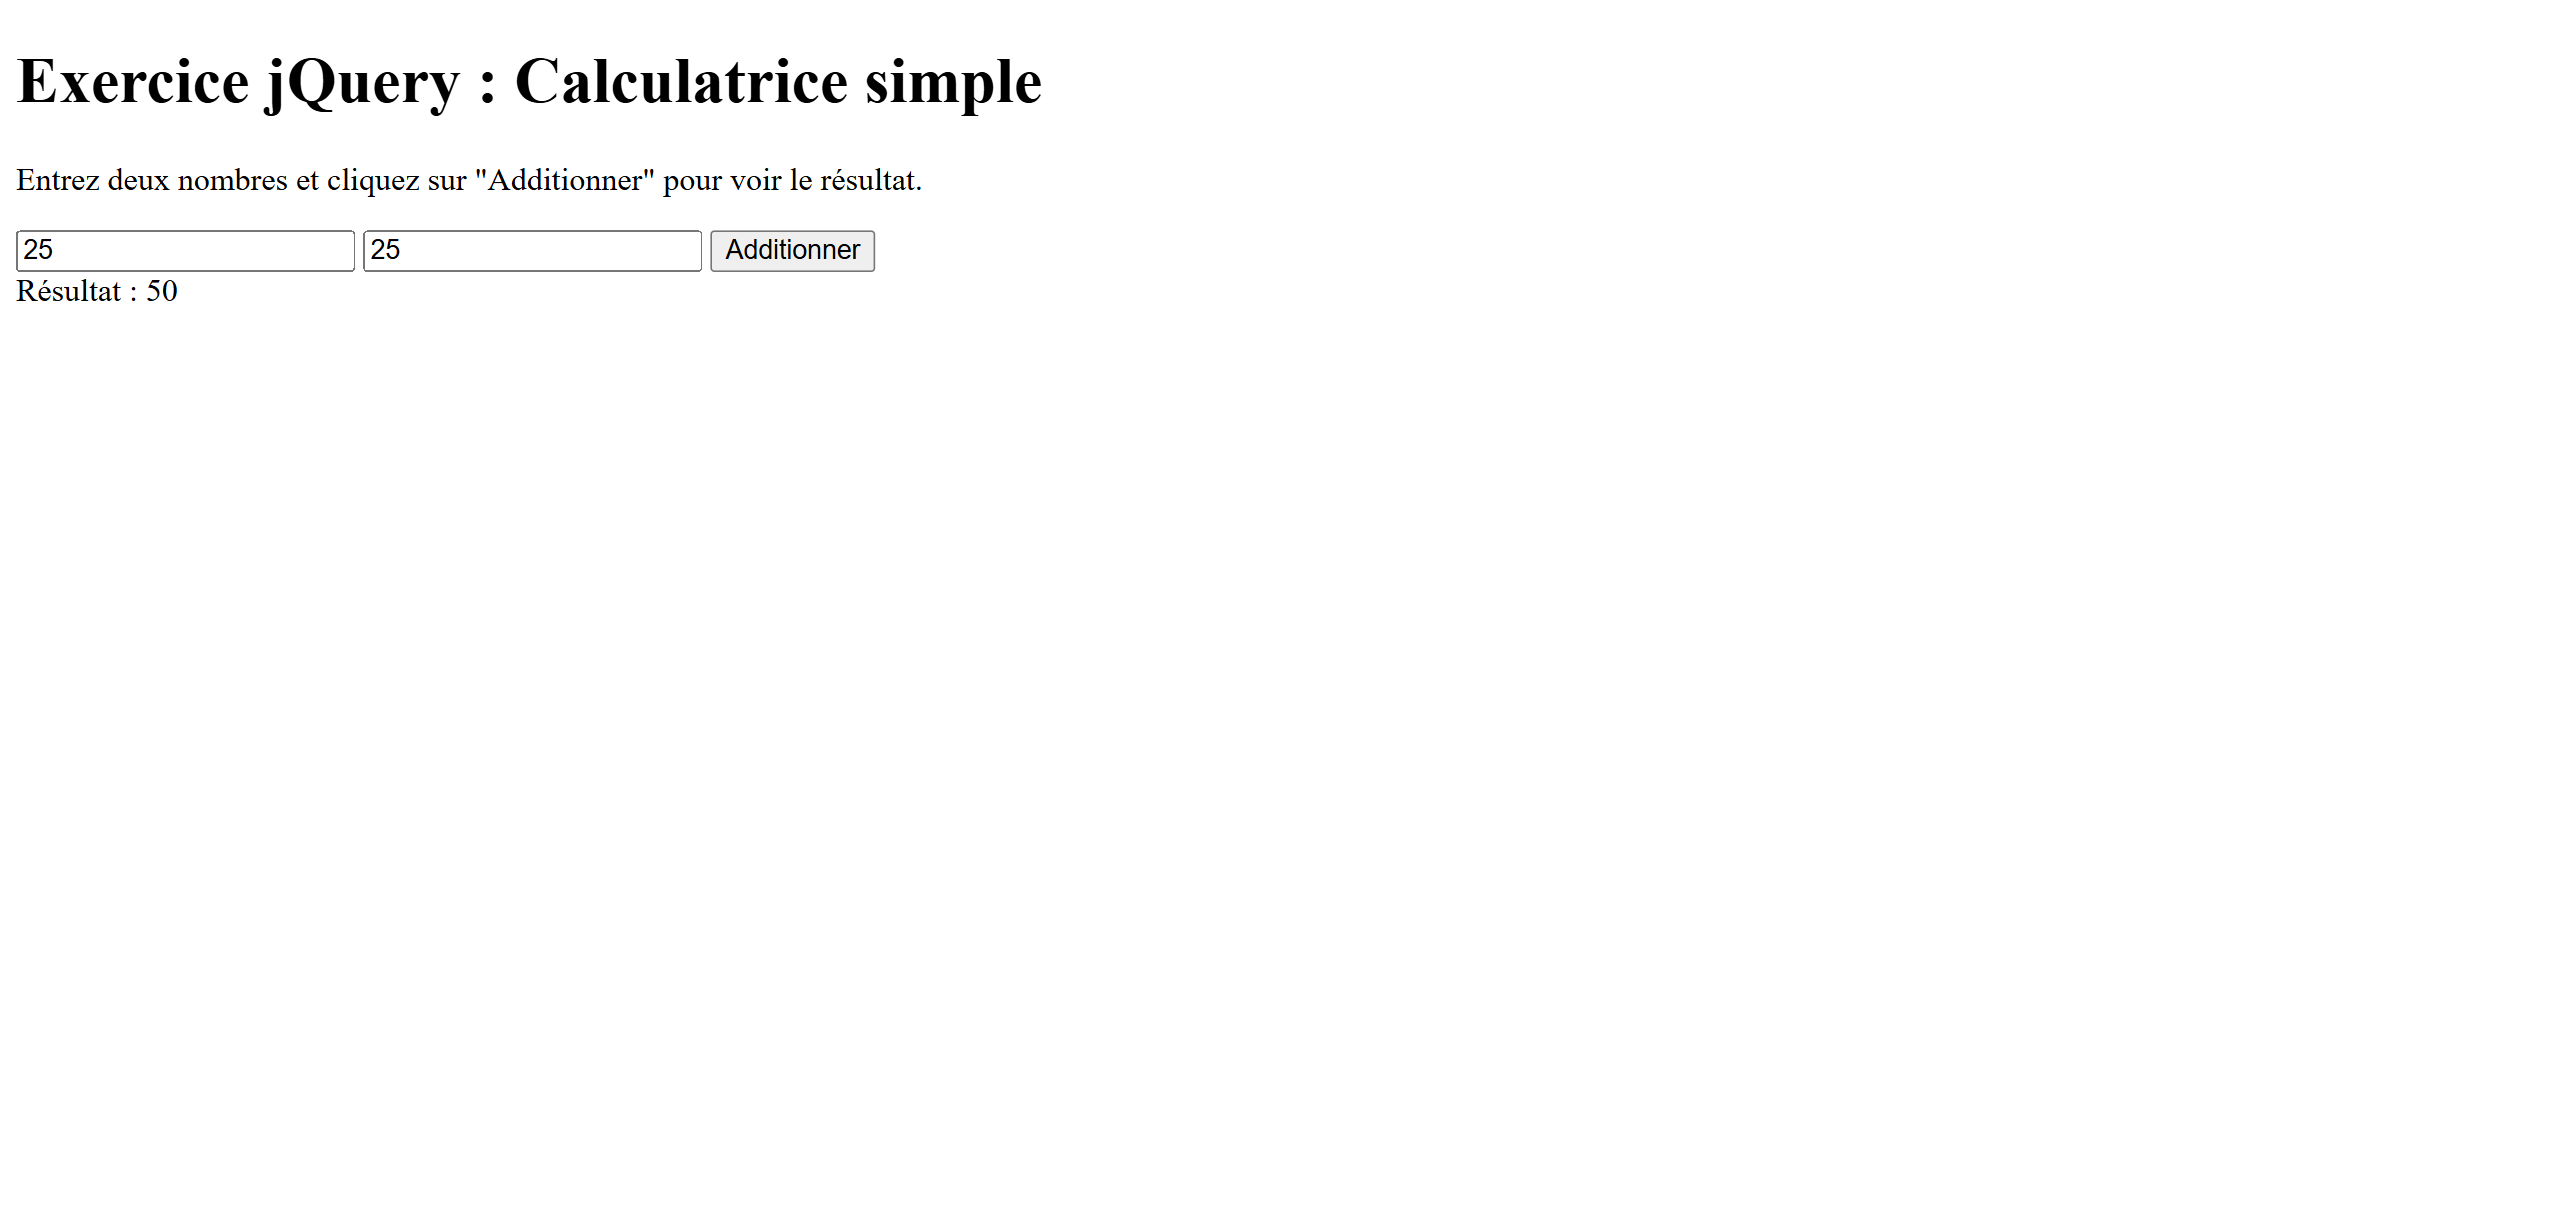 Exercice jQuery : Calculatrice simple
Entrez deux nombres et cliquez sur "Additionner" pour voir le résultat.
25 25 Additionner
Résultat : 50